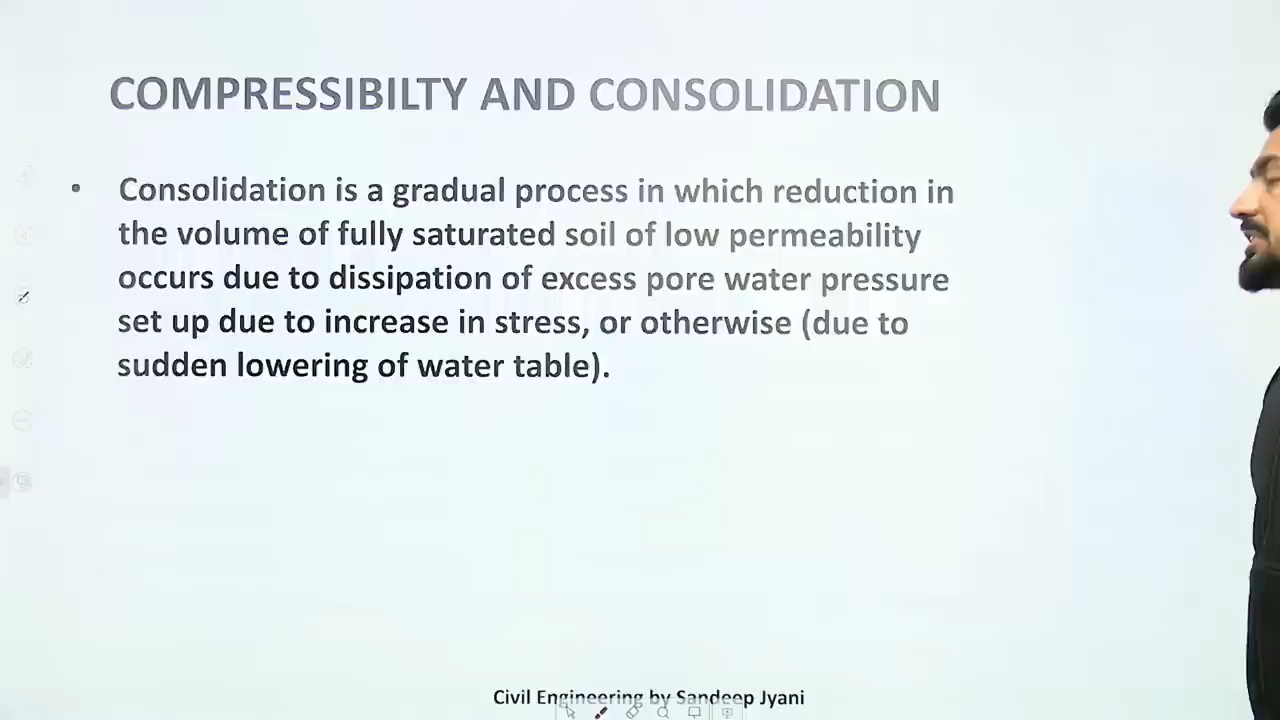 COMPRESSIBILTY AND CONSOLIDATION
• Consolidation is a gradual process in which reduction in
the volume of fully saturated soil of low permeability
occurs due to dissipation of excess pore water pressure
set up due to increase in stress, or otherwise (due to
sudden lowering of water table).
Civil Engineering by Sandeep Jyani